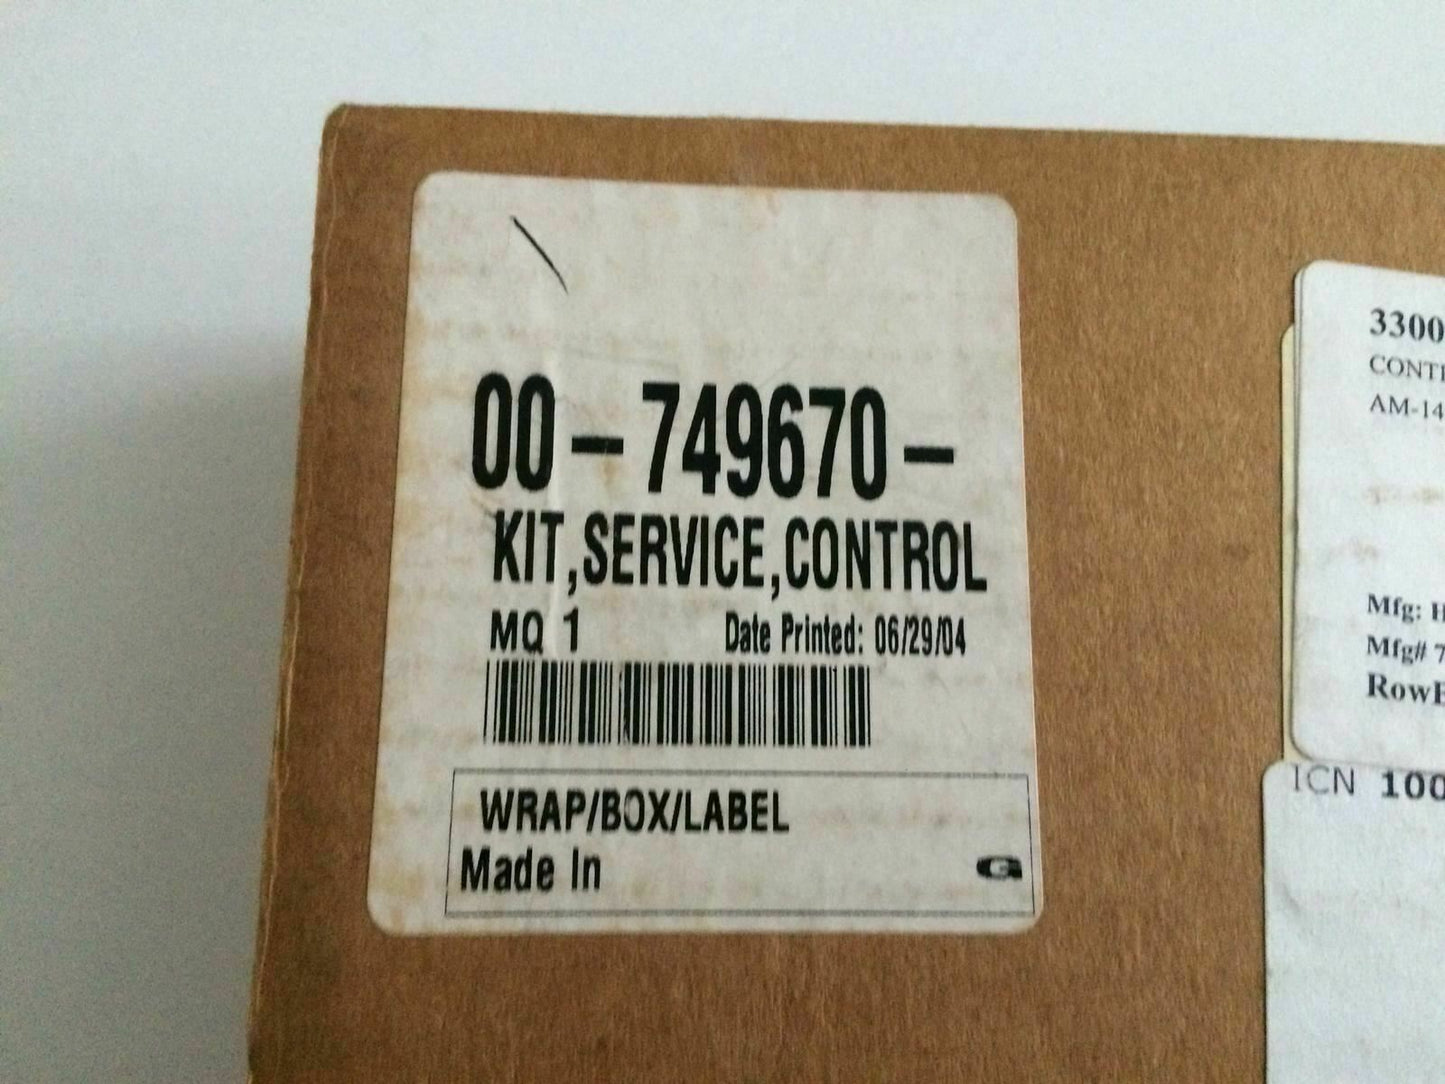 00-749670-
KIT,SERVICE,CONTROL
MQ 1 Date Printed: 06/29/04
WRAP/BOX/LABEL
Made In G
3300
CONT
AM-14
Mfg: H
Mfg# 7
Row
ICN 100